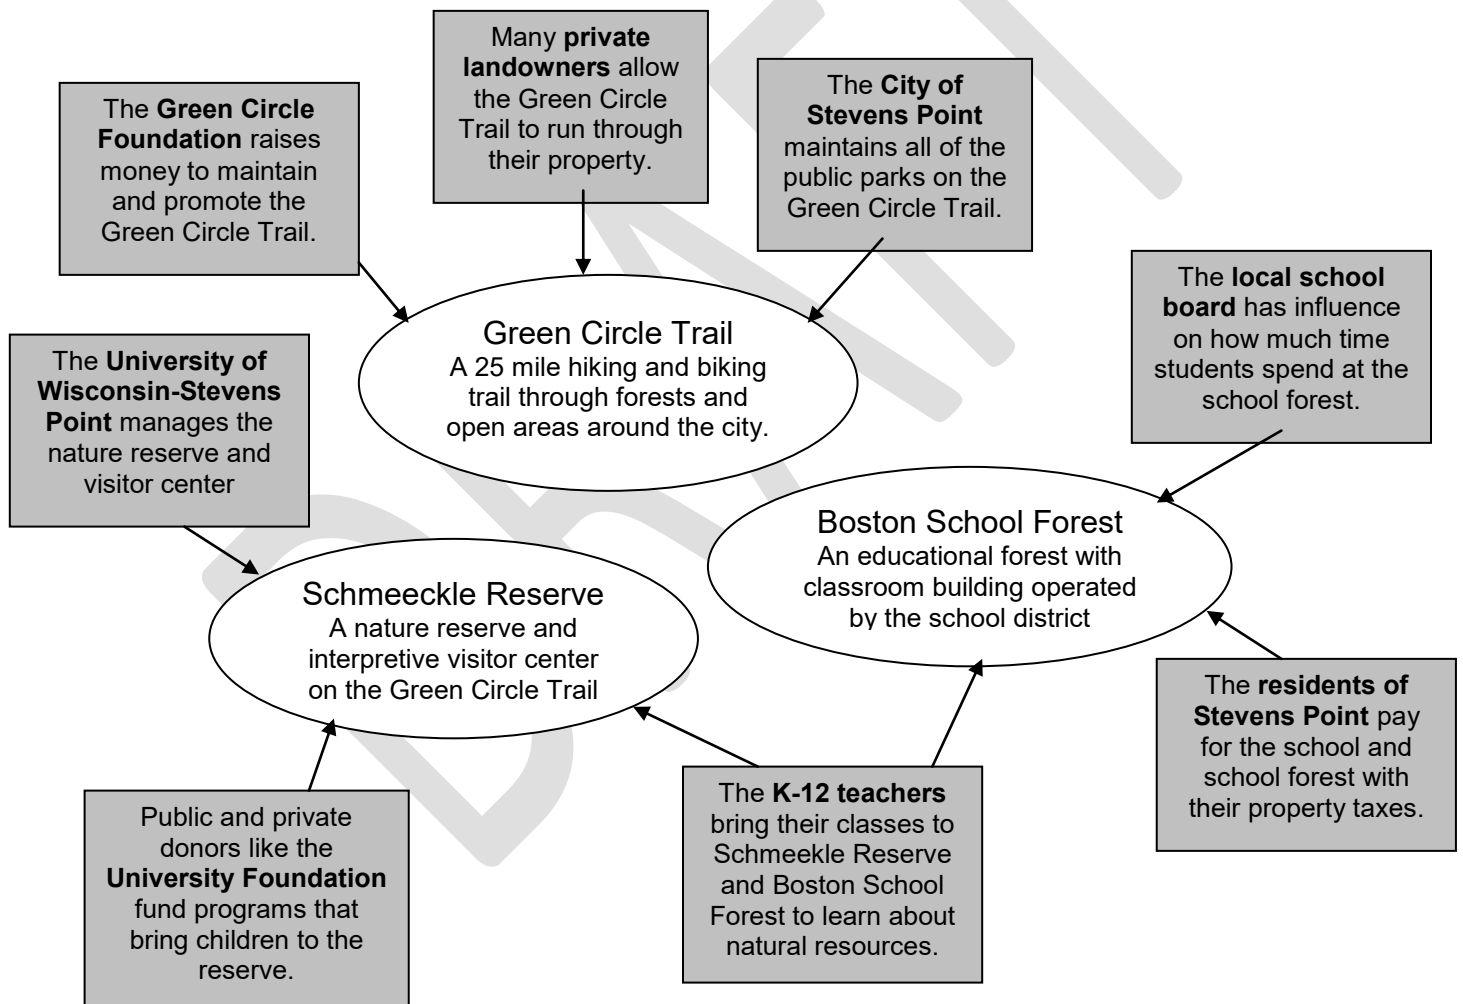 Many private
landowners allow
the Green Circle
Trail to run through
their property.
The Green Circle
Foundation raises
money to maintain
and promote the
Green Circle Trail.
The City of
Stevens Point
maintains all of the
public parks on the
Green Circle Trail.
The local school
board has influence
on how much time
students spend at the
school forest.
Green Circle Trail
A 25 mile hiking and biking
trail through forests and
open areas around the city.
The University of
Wisconsin-Stevens
Point manages the
nature reserve and
visitor center
Boston School Forest
An educational forest with
classroom building operated
by the school district
Schmeeckle Reserve
A nature reserve and
interpretive visitor center
on the Green Circle Trail
The residents of
Stevens Point pay
for the school and
school forest with
their property taxes.
Public and private
donors like the
University Foundation
fund programs that
bring children to the
reserve.
The K-12 teachers
bring their classes to
Schmeekle Reserve
and Boston School
Forest to learn about
natural resources.
DRAFT